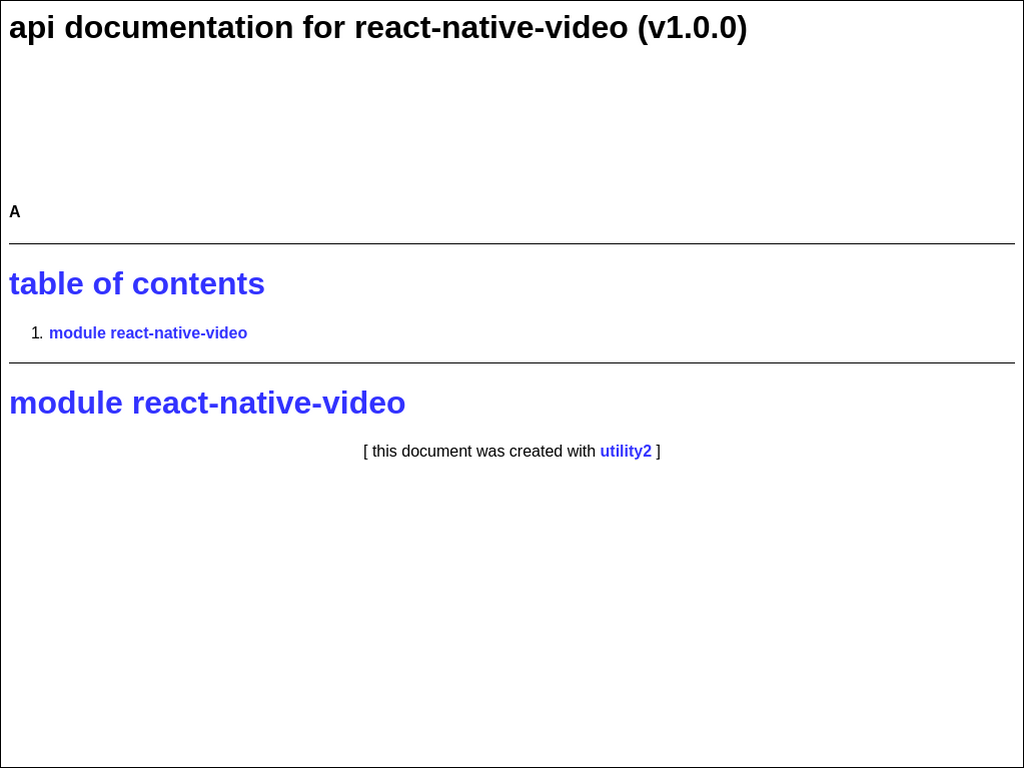 api documentation for react-native-video (v1.0.0)
A
table of contents
1. module react-native-video
module react-native-video
[ this document was created with utility2 ]